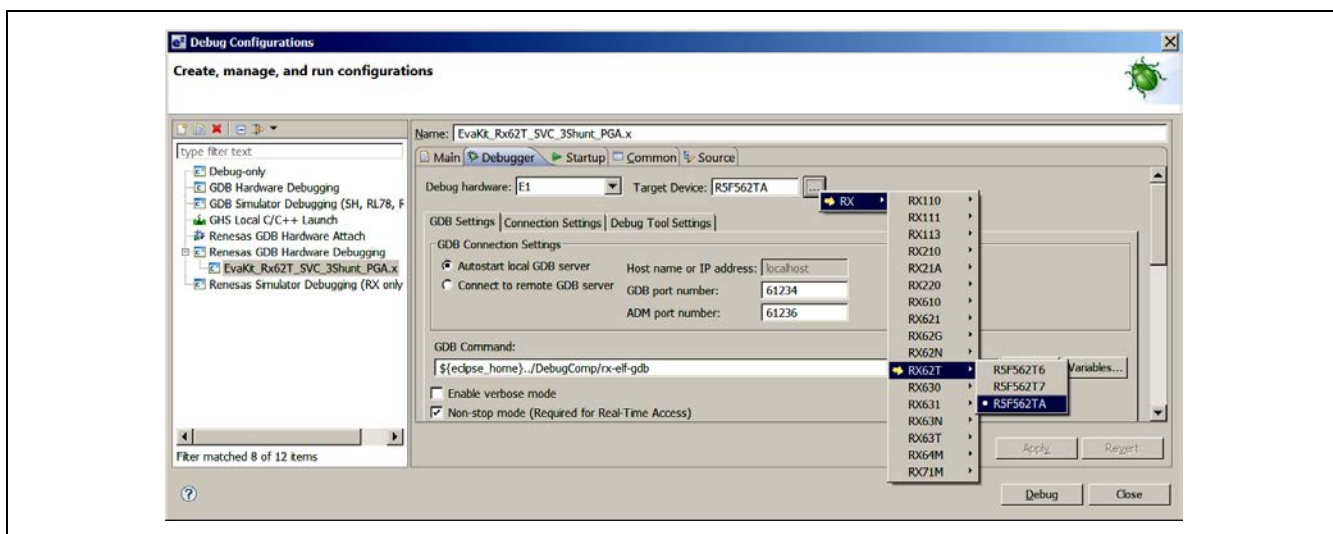 Debug Configurations
Create, manage, and run configurations
type filter text
Debug-only
GDB Hardware Debugging
GDB Simulator Debugging (SH, RL78, F
GHS Local C/C++ Launch
Renesas GDB Hardware Attach
Renesas GDB Hardware Debugging
EvaKit_Rx62T_SVC_3Shunt_PGA.x
Renesas Simulator Debugging (RX only
Filter matched 8 of 12 items
Name: EvaKit_Rx62T_SVC_3Shunt_PGA.x
Main Debugger Startup Common Source
Debug hardware: E1 Target Device: R5F562TA ...
GDB Settings Connection Settings Debug Tool Settings
GDB Connection Settings
Autostart local GDB server Host name or IP address: localhost
Connect to remote GDB server GDB port number: 61234
ADM port number: 61236
GDB Command:
${eclipse_home}../DebugComp/rx-elf-gdb
Variables...
Enable verbose mode
Non-stop mode (Required for Real-Time Access)
RX
RX110
RX111
RX113
RX210
RX21A
RX220
RX610
RX621
RX62G
RX62N
RX62T
RX630
RX631
RX63N
RX63T
RX64M
RX71M
R5F562T6
R5F562T7
R5F562TA
Apply Revert
? Debug Close